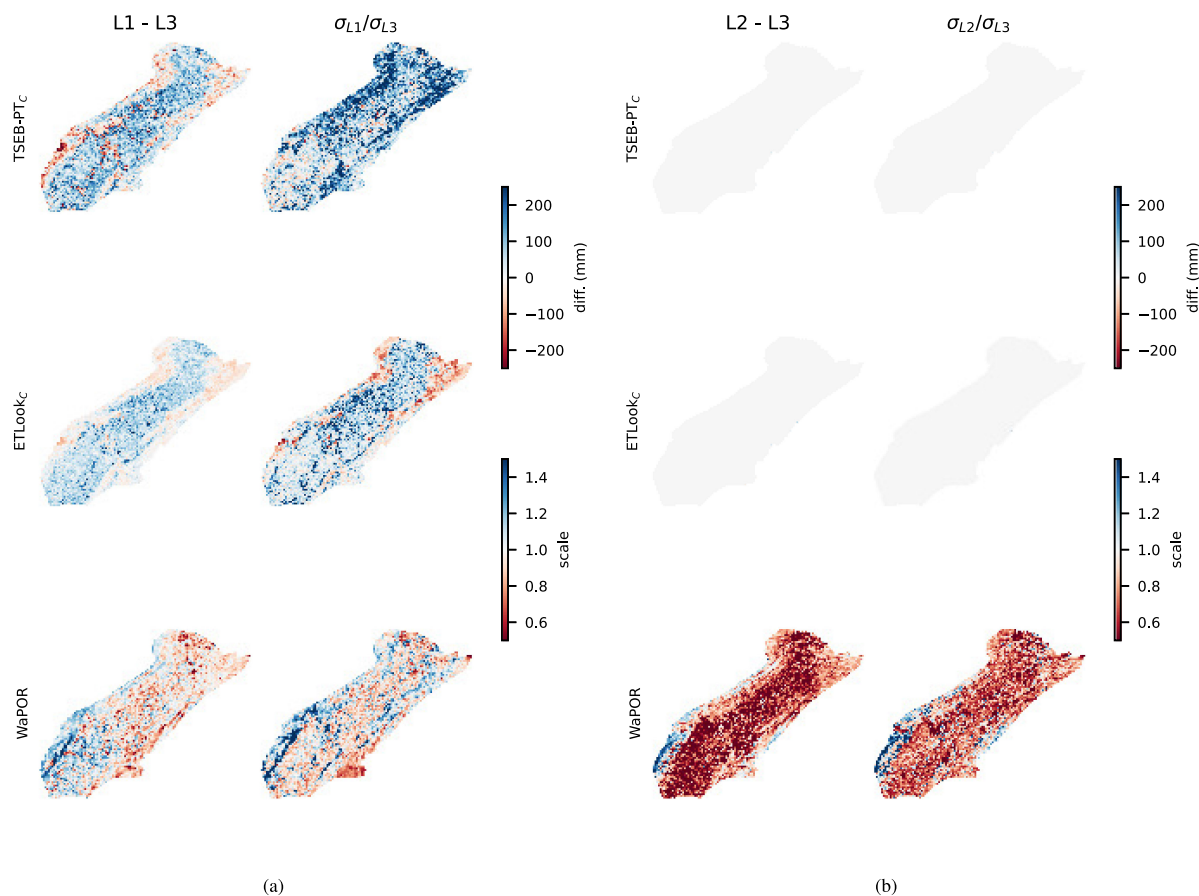 L1 - L3
σL1/σL3
L2 - L3
σL2/σL3
TSEB-PTC
TSEB-PTC
200
100
0
−100
−200
diff. (mm)
200
100
0
−100
−200
diff. (mm)
ETLookC
ETLookC
1.4
1.2
1.0
0.8
0.6
scale
1.4
1.2
1.0
0.8
0.6
scale
WaPOR
WaPOR
(a)
(b)